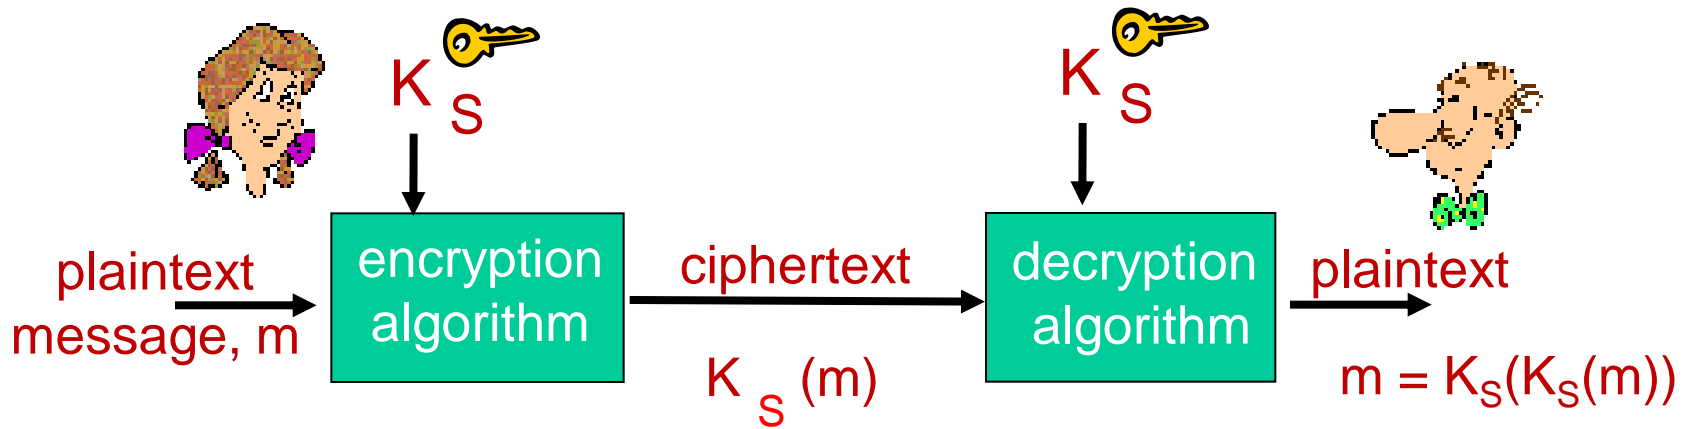 K S
K S
plaintext
message, m
encryption
algorithm
ciphertext
K S (m)
decryption
algorithm
plaintext
m = KS(KS(m))